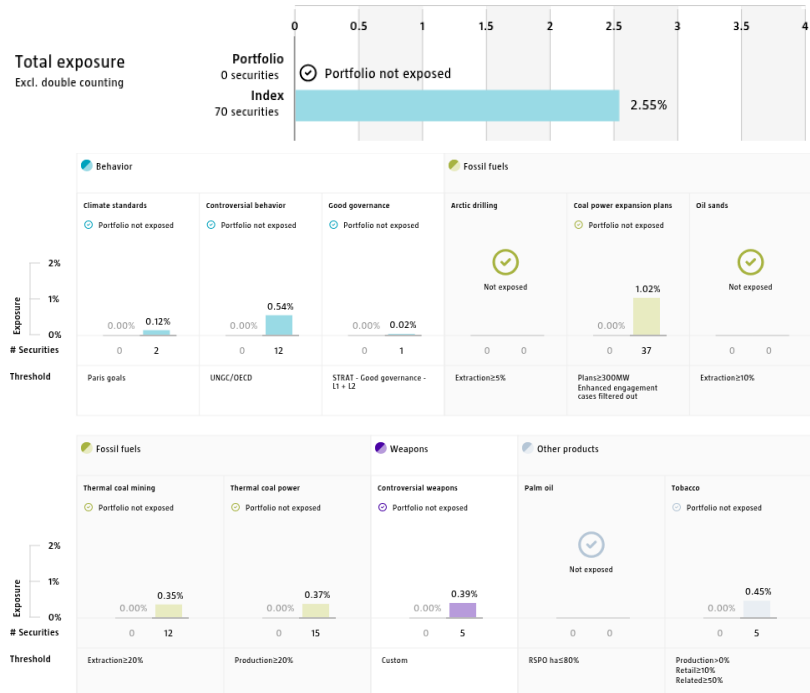 0 0.5 1 1.5 2 2.5 3 3.5 4
Total exposure
Excl. double counting
Portfolio
0 securities
Portfolio not exposed
Index
70 securities
2.55%
Behavior Fossil fuels
Climate standards Controversial behavior Good governance Arctic drilling Coal power expansion plans Oil sands
Portfolio not exposed Portfolio not exposed Portfolio not exposed Portfolio not exposed
Not exposed Not exposed
Exposure
2%
1%
0%
0.00% 0.12% 0.00% 0.54% 0.00% 0.02% 0.00% 1.02%
# Securities 0 2 0 12 0 1 0 0 0 37 0 0
Threshold Paris goals UNGC/OECD STRAT - Good governance - Extraction≥5% Plans≥300MW Extraction≥10%
L1 + L2 Enhanced engagement
cases filtered out
Fossil fuels Weapons Other products
Thermal coal mining Thermal coal power Controversial weapons Palm oil Tobacco
Portfolio not exposed Portfolio not exposed Portfolio not exposed Portfolio not exposed
Not exposed
Exposure
2%
1%
0%
0.00% 0.35% 0.00% 0.37% 0.00% 0.39% 0.00% 0.45%
# Securities 0 12 0 15 0 5 0 0 0 5
Threshold Extraction≥20% Production≥20% Custom RSPO ha≤80% Production>0%
Retail≥10%
Related≥50%